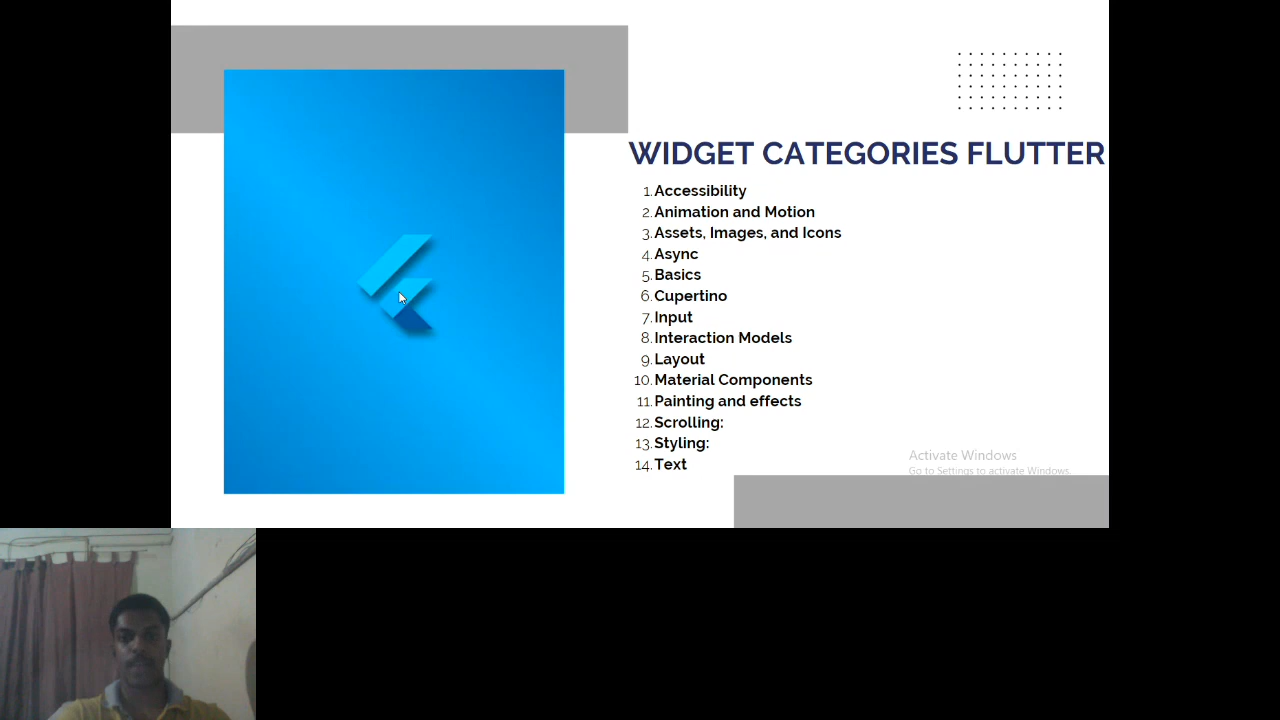 WIDGET CATEGORIES FLUTTER
1. Accessibility
2. Animation and Motion
3. Assets, Images, and Icons
4. Async
5. Basics
6. Cupertino
7. Input
8. Interaction Models
9. Layout
10. Material Components
11. Painting and effects
12. Scrolling:
13. Styling:
14. Text
Activate Windows
Go to Settings to activate Windows.